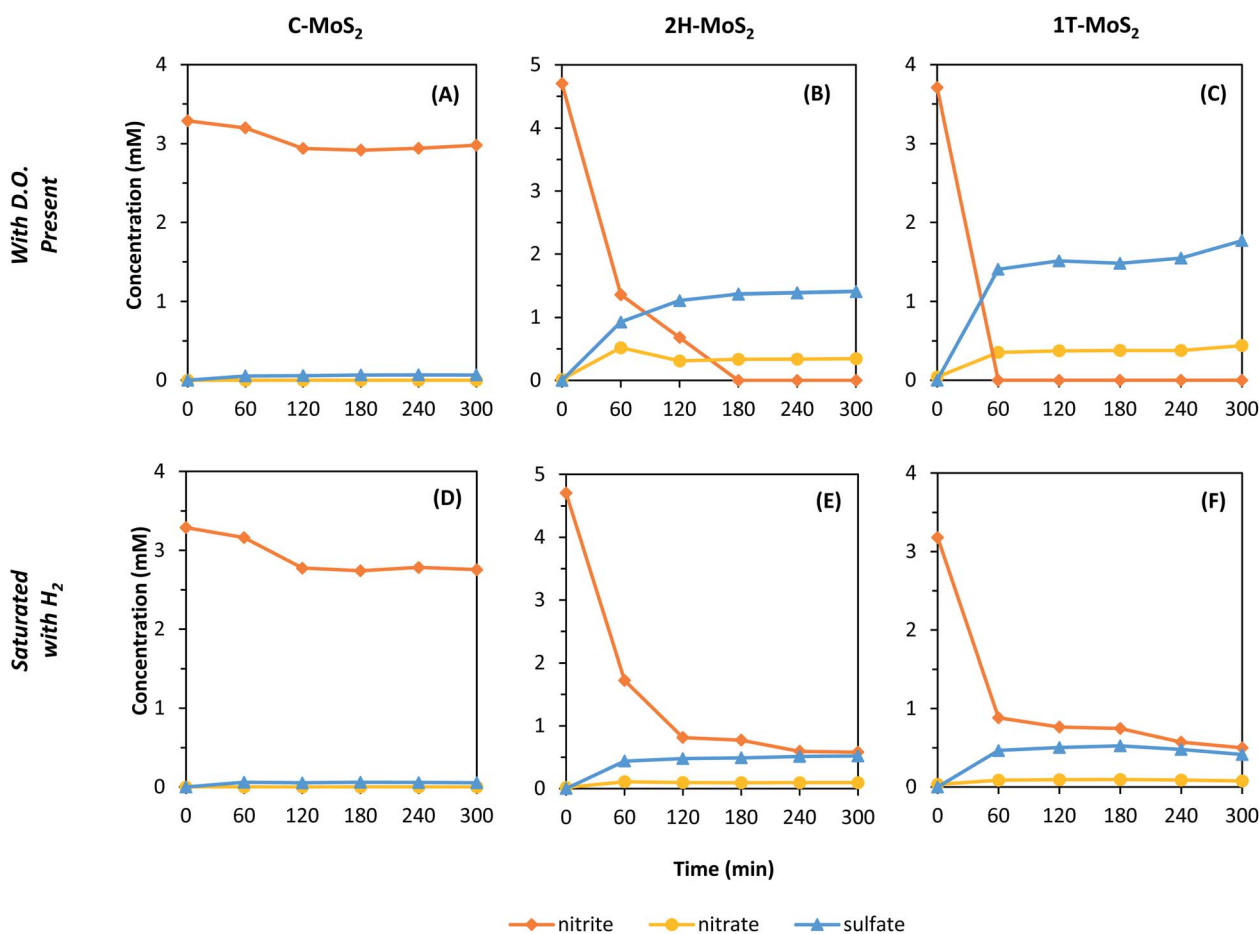 C-MoS₂
2H-MoS₂
1T-MoS₂
With D.O.
Present
Concentration (mM)
4
3
2
1
0
0 60 120 180 240 300
(A)
5
4
3
2
1
0
0 60 120 180 240 300
(B)
4
3
2
1
0
0 60 120 180 240 300
(C)
Saturated
with H₂
Concentration (mM)
4
3
2
1
0
0 60 120 180 240 300
(D)
5
4
3
2
1
0
0 60 120 180 240 300
(E)
4
3
2
1
0
0 60 120 180 240 300
(F)
Time (min)
nitrite nitrate sulfate